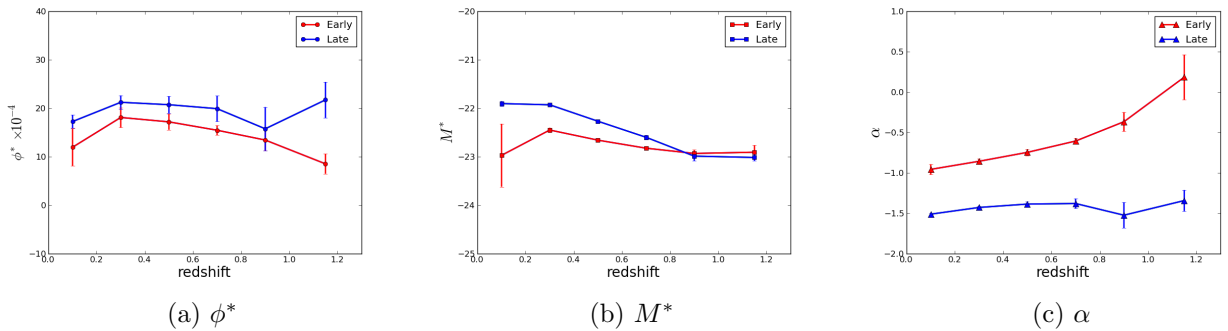 40
30
20
10
0
−10
ϕ* ×10⁻⁴
0.0 0.2 0.4 0.6 0.8 1.0 1.2
redshift
Early
Late
(a) ϕ*
−20
−21
−22
−23
−24
−25
M*
0.0 0.2 0.4 0.6 0.8 1.0 1.2
redshift
Early
Late
(b) M*
1.0
0.5
0.0
−0.5
−1.0
−1.5
−2.0
α
0.0 0.2 0.4 0.6 0.8 1.0 1.2
redshift
Early
Late
(c) α